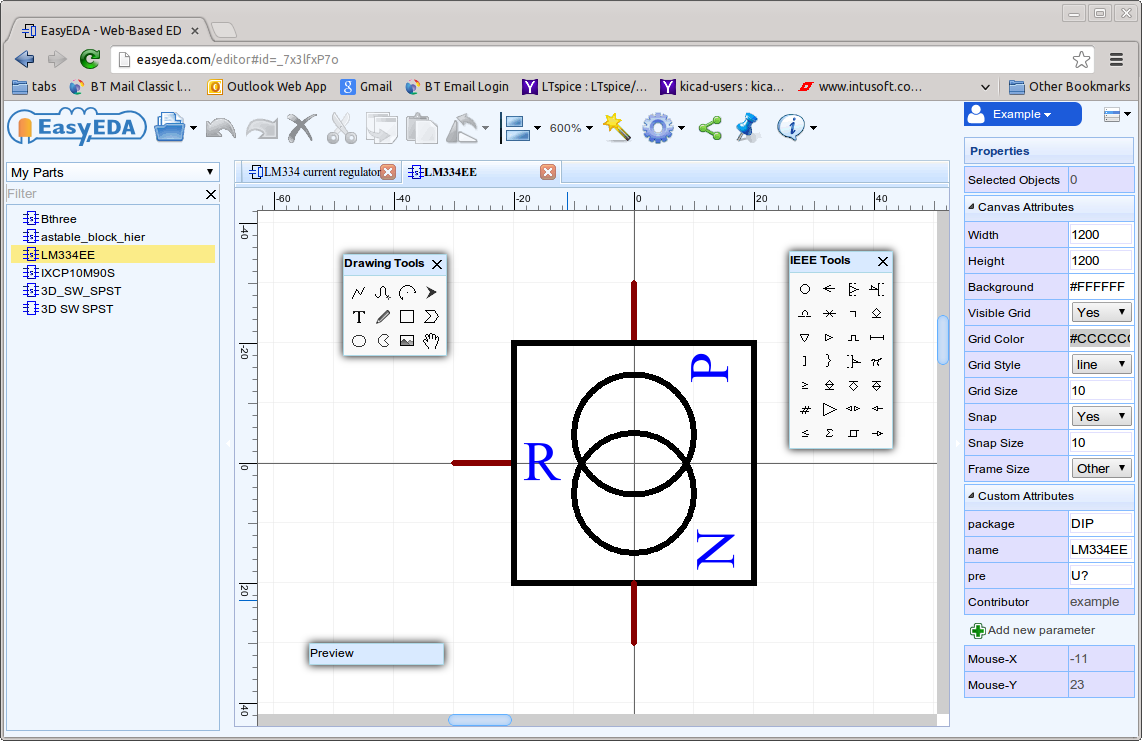 EasyEDA - Web-Based ED
easyeda.com/editor#id=_7x3lfxP7o
tabs BT Mail Classic l... Outlook Web App Gmail BT Email Login LTspice : LTspice/... kicad-users : kica... www.intusoft.co... Other Bookmarks
EasyEDA 600% Example
My Parts
Filter
Bthree
astable_block_hier
LM334EE
IXCP10M90S
3D_SW_SPST
3D SW SPST
LM334 current regulator LM334EE
-60 -40 -20 0 20 40
-40
-20
0
20
40
Drawing Tools
T
IEEE Tools
P
R
N
Preview
Properties
Selected Objects 0
Canvas Attributes
Width 1200
Height 1200
Background #FFFFFF
Visible Grid Yes
Grid Color #CCCCCC
Grid Style line
Grid Size 10
Snap Yes
Snap Size 10
Frame Size Other
Custom Attributes
package DIP
name LM334EE
pre U?
Contributor example
Add new parameter
Mouse-X -11
Mouse-Y 23